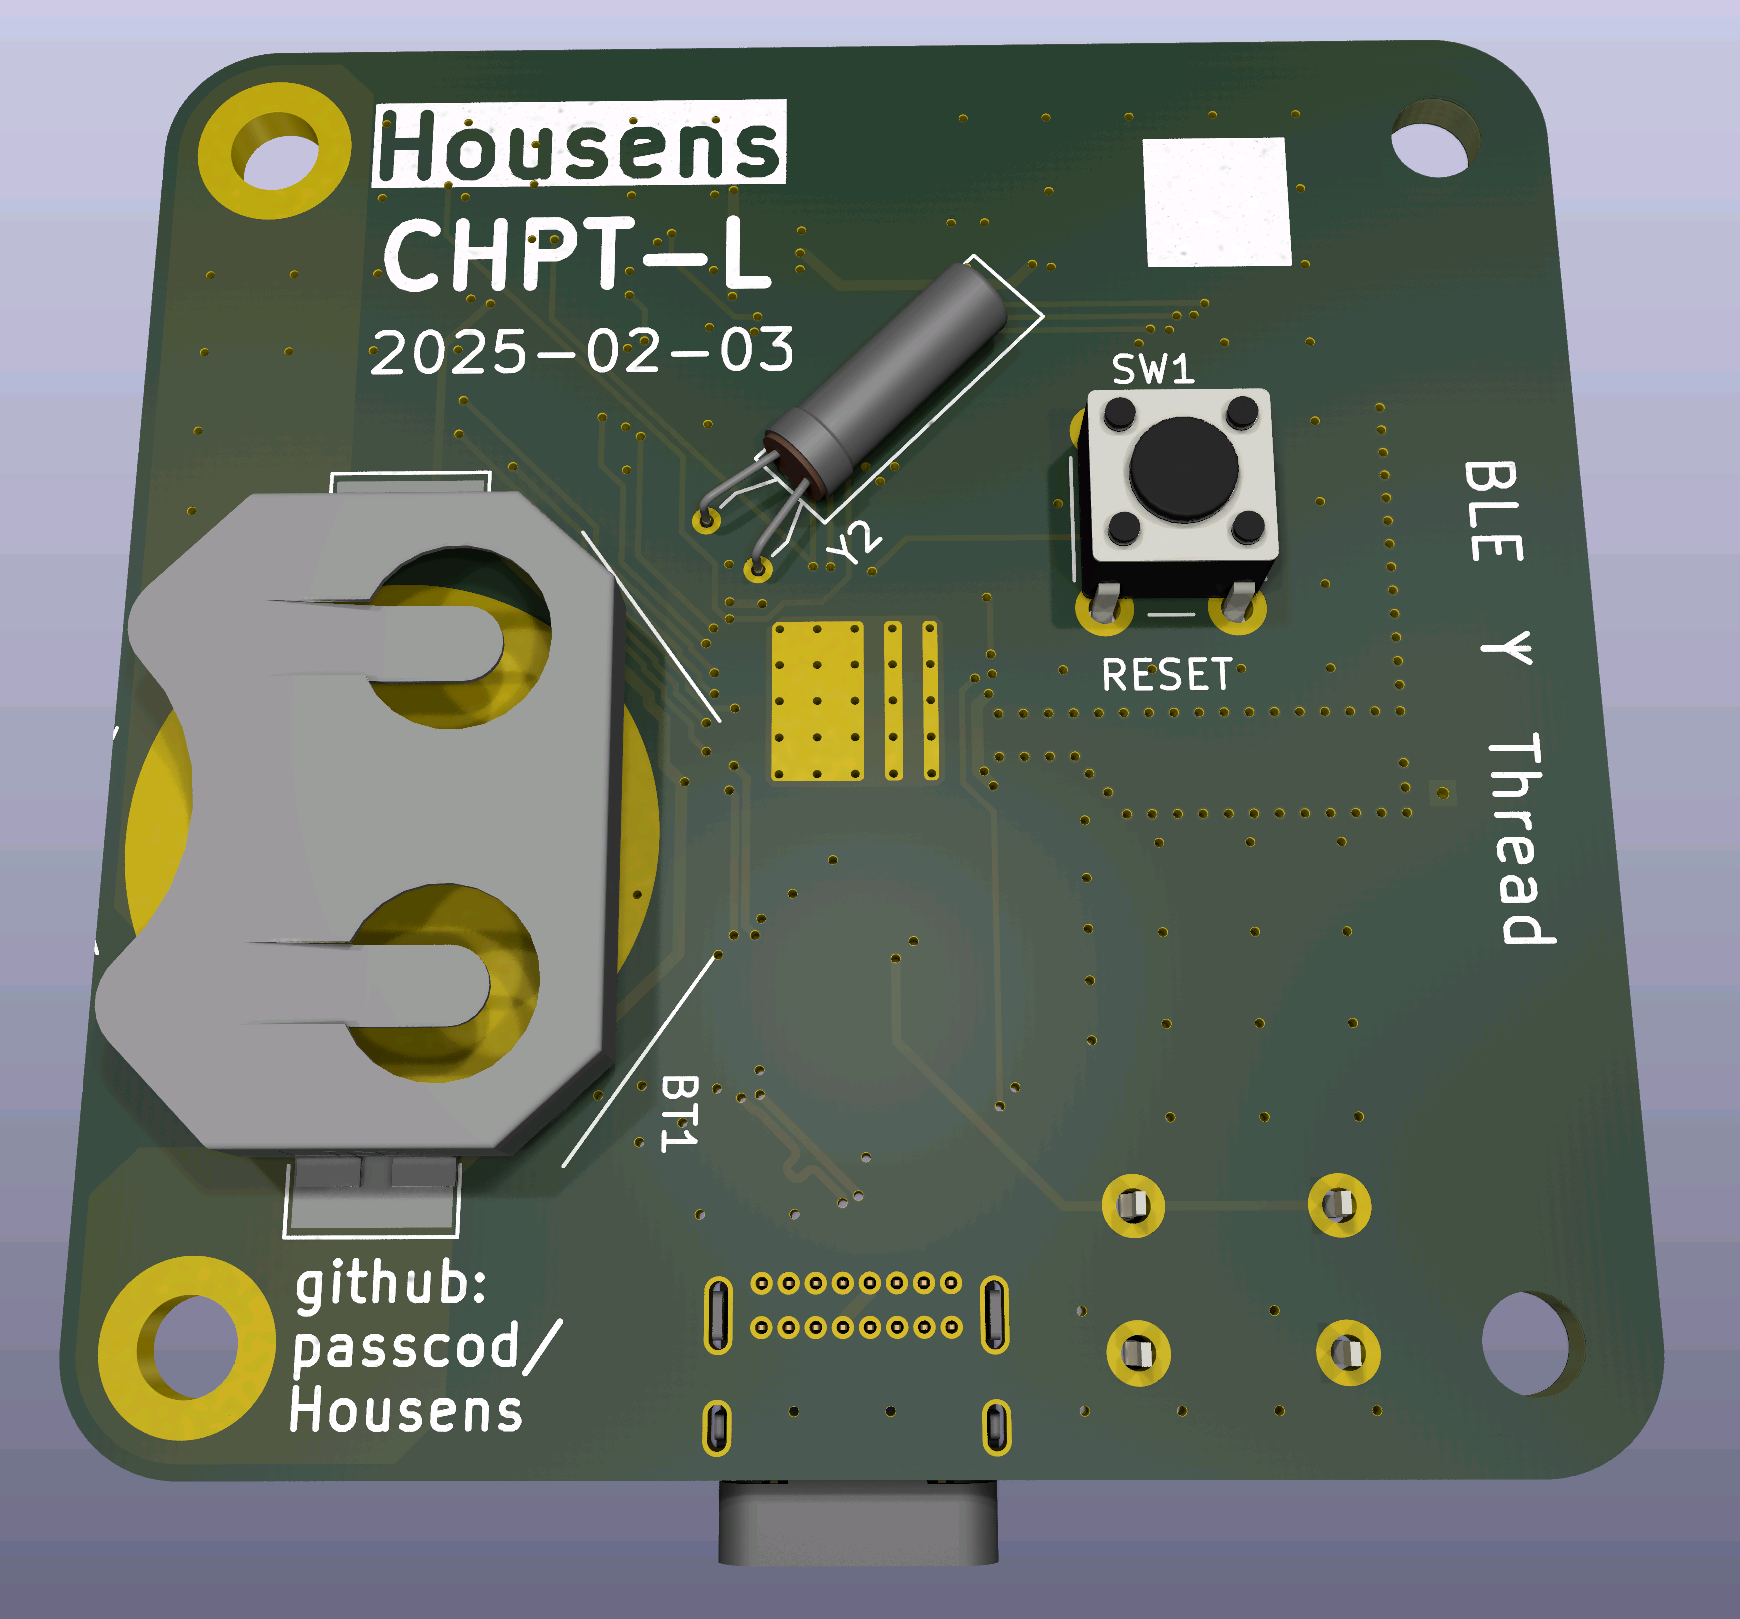 Housens
CHPT-L
2025-02-03
SW1
Y2
RESET
BLE Y Thread
BT1
github:
passcod/
Housens